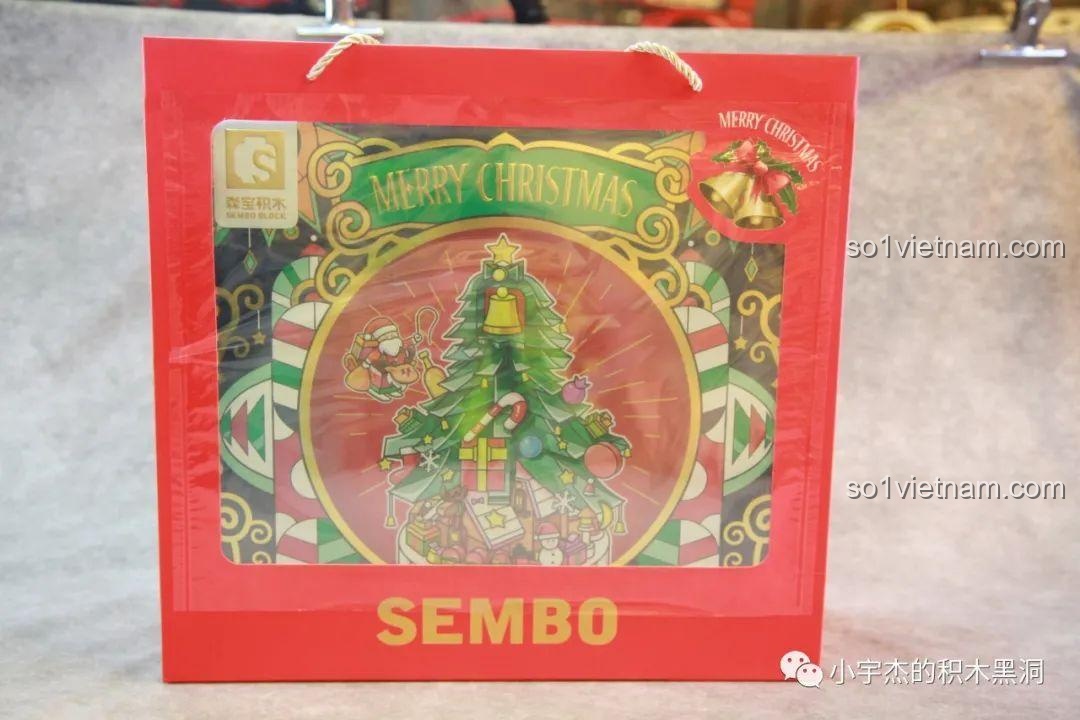 MERRY CHRISTMAS
MERRY CHRISTMAS
S
森宝积木
SEMBO BLOCK
so1vietnam.com
so1vietnam.com
SEMBO
小宇杰的积木黑洞